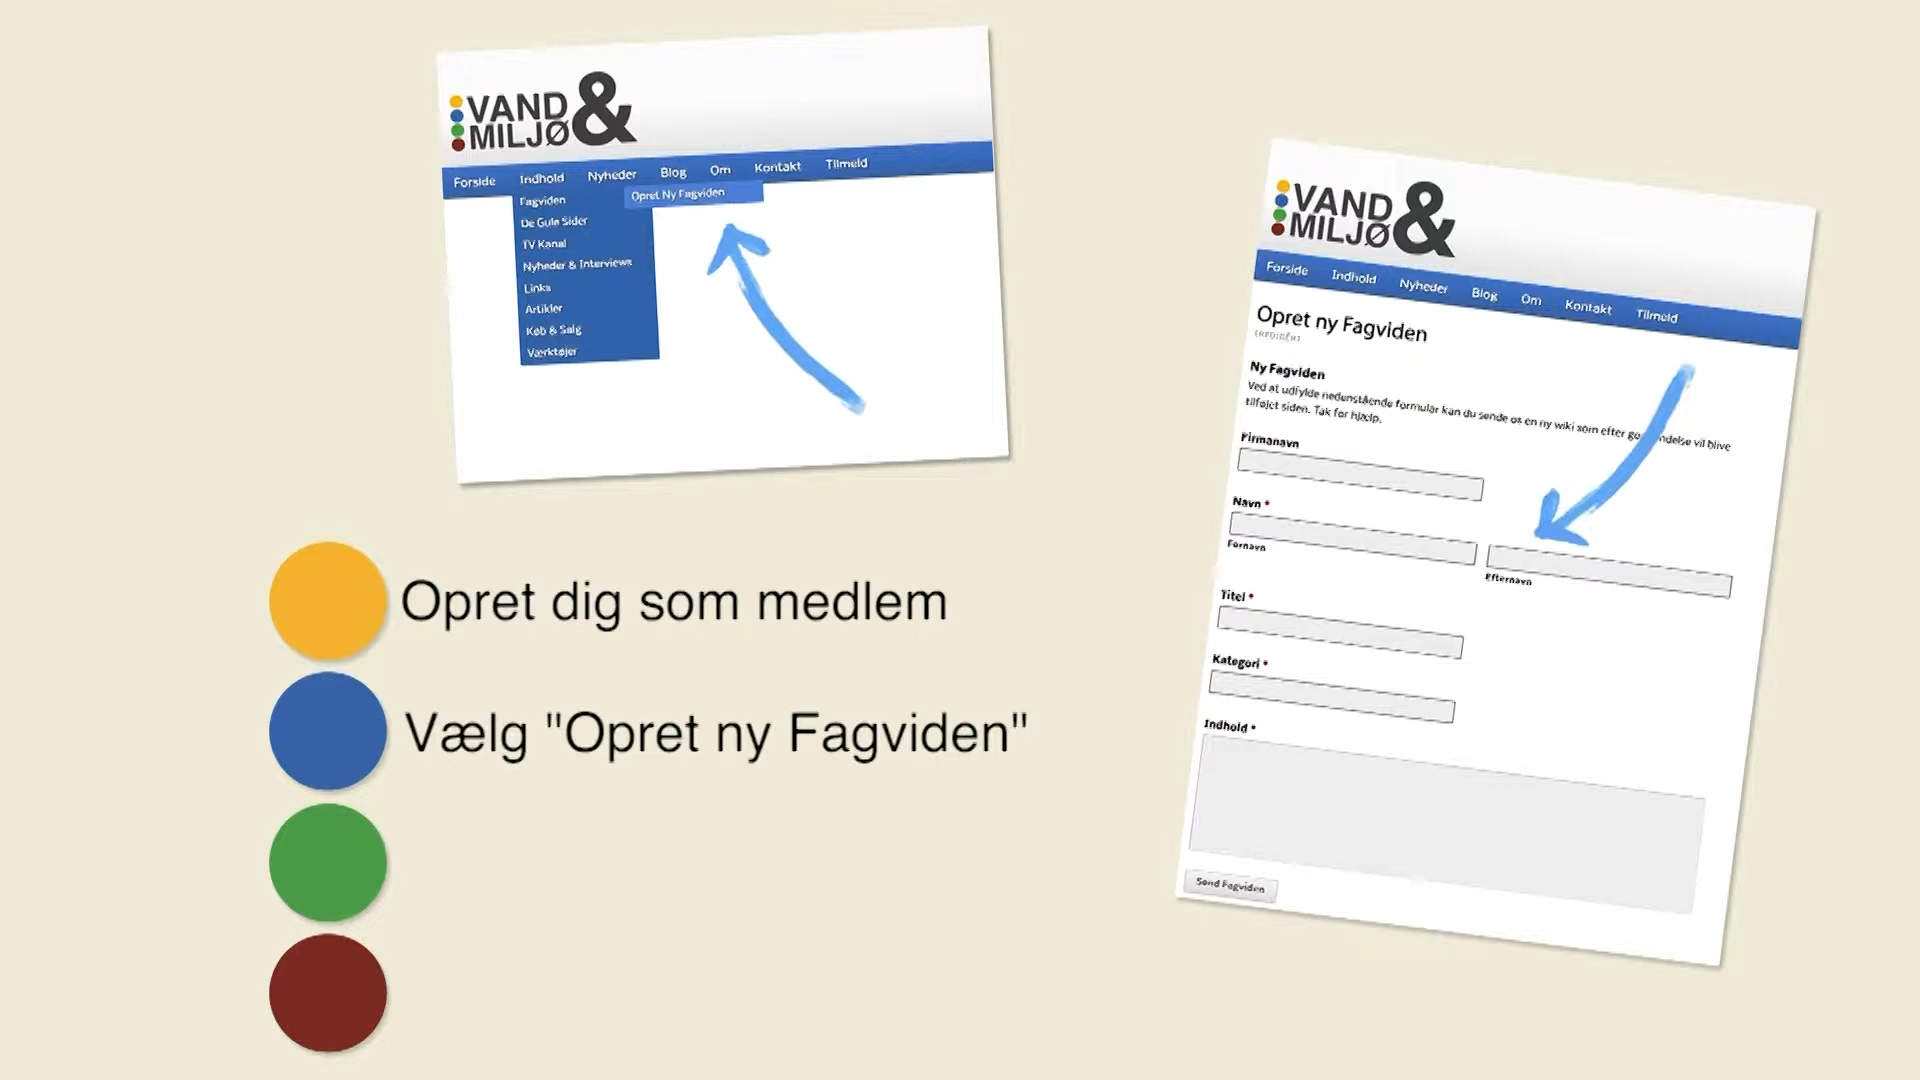 VAND
MILJØ &
Forside Indhold Nyheder Blog Om Kontakt Tilmeld
Fagviden
Opret Ny Fagviden
De Gule Sider
TV Kanal
Nyheder & Interviews
Links
Artikler
Køb & Salg
Værktøjer
Opret dig som medlem
Vælg "Opret ny Fagviden"
VAND
MILJØ &
Forside Indhold Nyheder Blog Om Kontakt Tilmeld
Opret ny Fagviden
Ny Fagviden
Ved at udfylde nedenstående formular kan du sende os en ny wiki som efter vil blive
tilføjet siden. Tak for hjælp.
Firmanavn
Navn *
Fornavn
Efternavn
Titel *
Kategori *
Indhold *
Send Fagviden